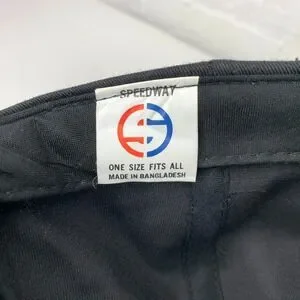 SPEEDWAY
ONE SIZE FITS ALL
MADE IN BANGLADESH